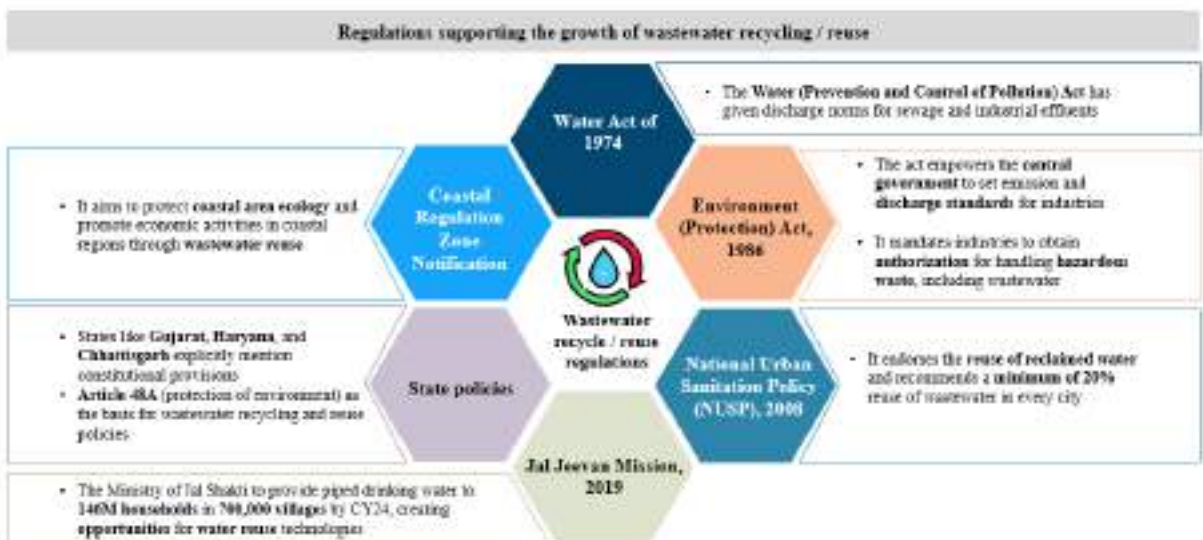 Regulations supporting the growth of wastewater recycling / reuse
Water Act of
1974
• The Water (Prevention and Control of Pollution) Act has
given discharge norms for sewage and industrial effluents
Coastal
Regulation
Zone
Notification
• It aims to protect coastal area ecology and
promote economic activities in coastal
regions through wastewater reuse
Environment
(Protection) Act,
1986
• The act empowers the central
government to set emission and
discharge standards for industries
• It mandates industries to obtain
authorization for handling hazardous
waste, including wastewater
Wastewater
recycle / reuse
regulations
State policies
• States like Gujarat, Haryana, and
Chhattisgarh explicitly mention
constitutional provisions
• Article 48A (protection of environment) as
the basis for wastewater recycling and reuse
policies
National Urban
Sanitation Policy
(NUSP), 2008
• It endorses the reuse of reclaimed water
and recommends a minimum of 20%
reuse of wastewater in every city
Jal Jeevan Mission,
2019
• The Ministry of Jal Shakti to provide piped drinking water to
146M households in 700,000 villages by CY24, creating
opportunities for water reuse technologies